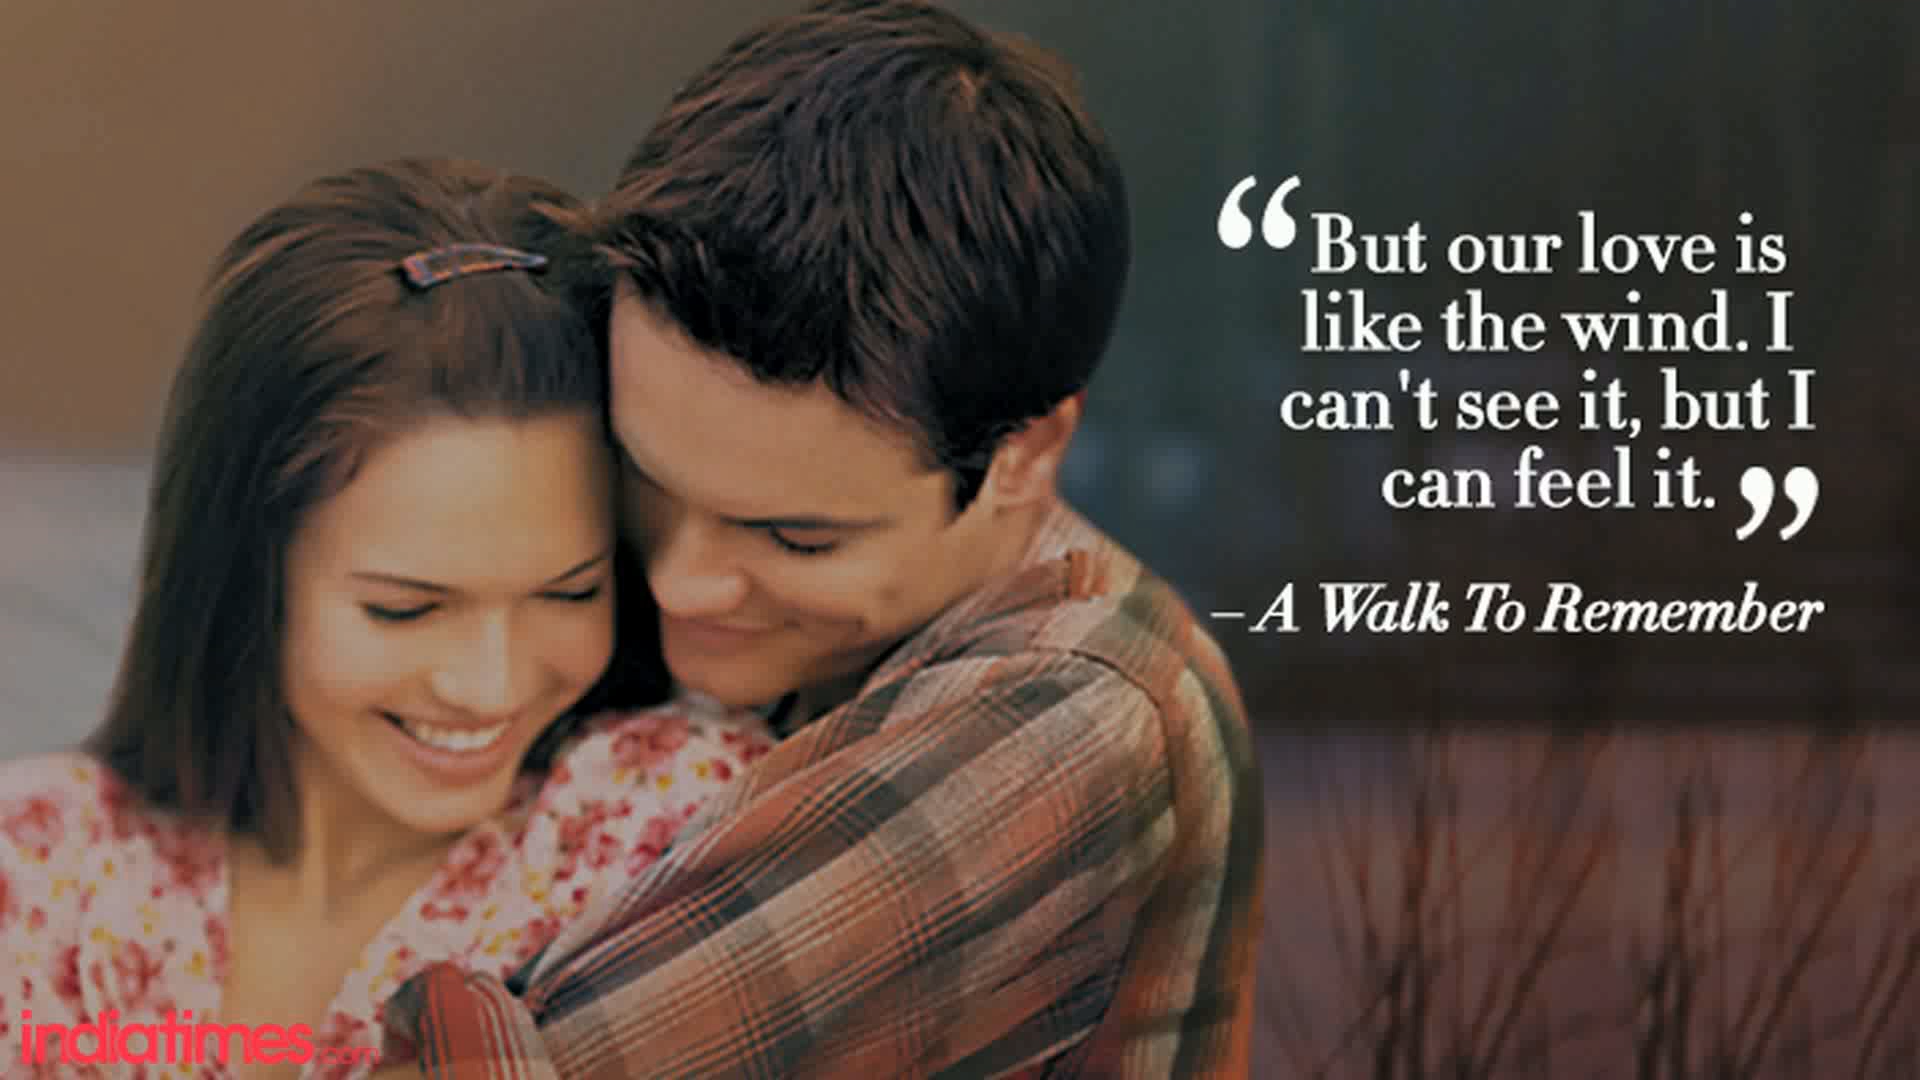 “But our love is
like the wind. I
can't see it, but I
can feel it.”
– A Walk To Remember
indiatimes.com